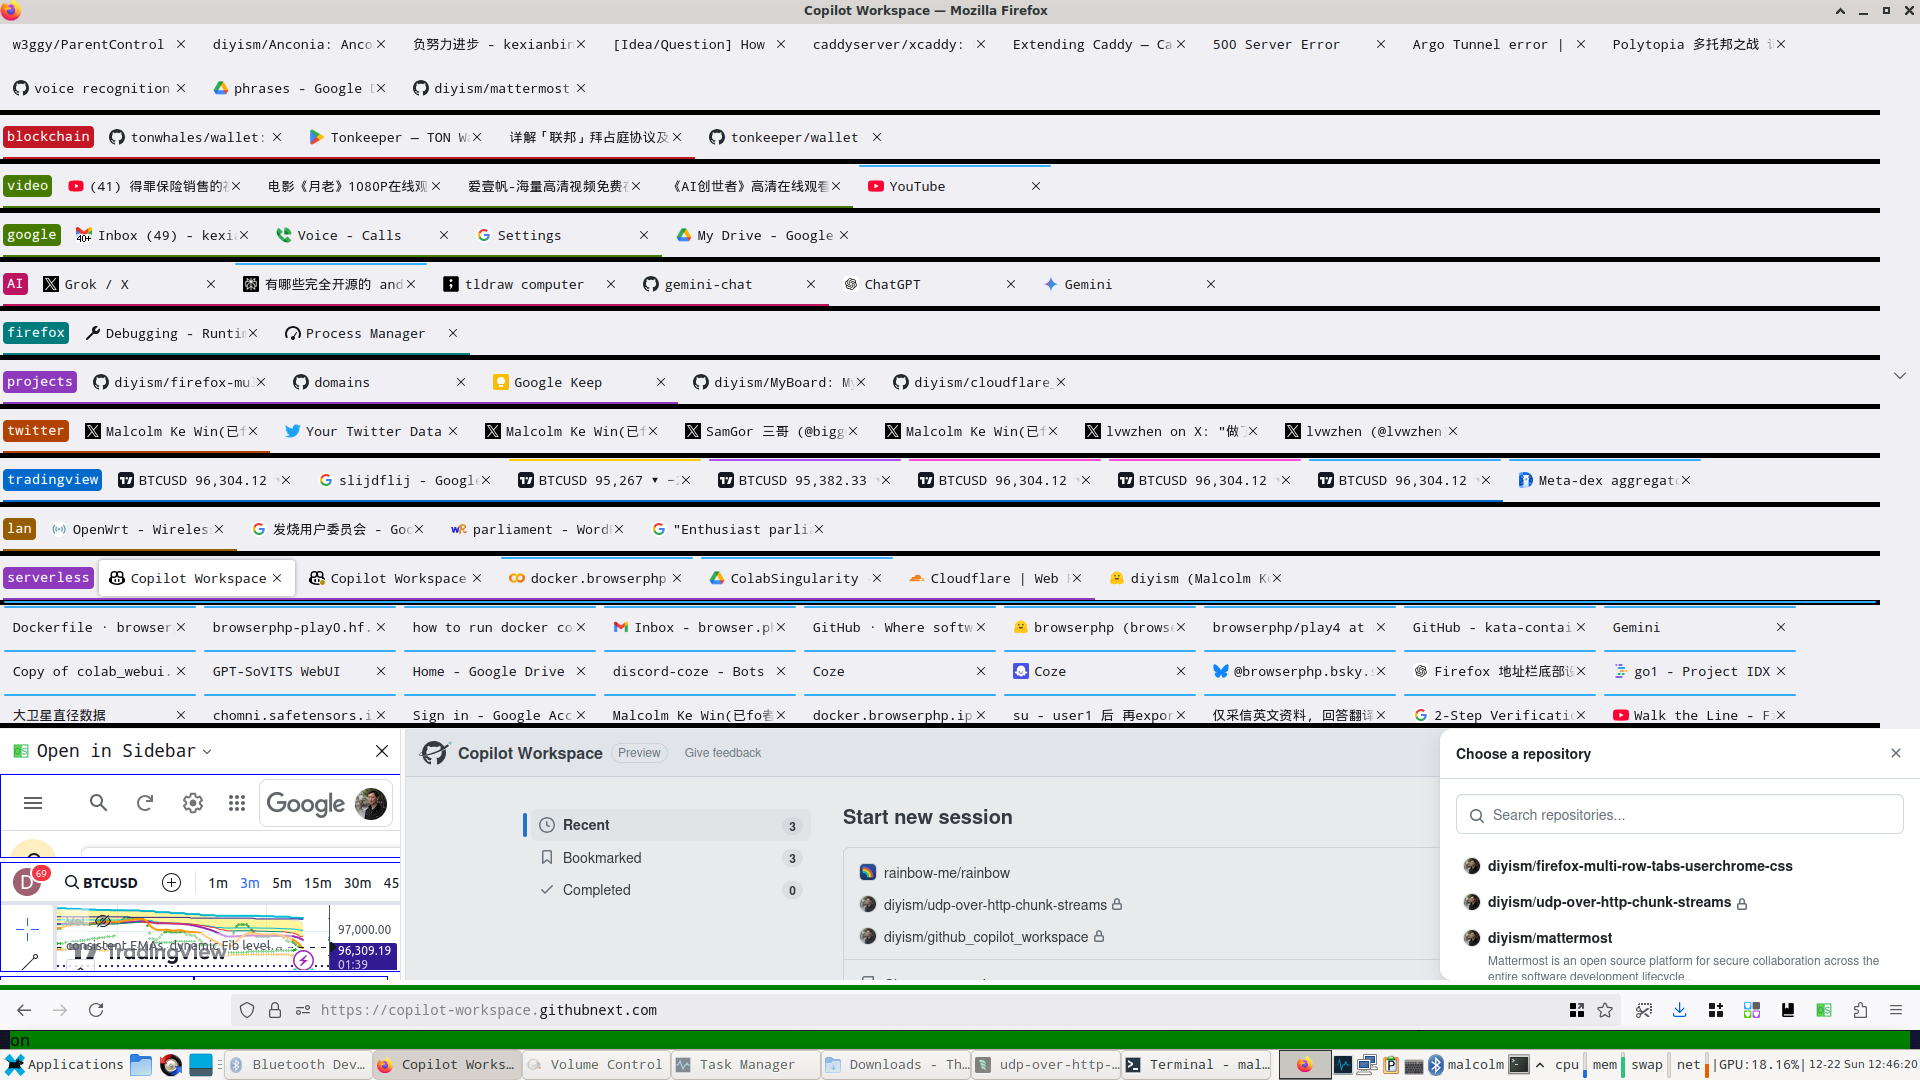 Copilot Workspace — Mozilla Firefox
w3ggy/ParentControl diyism/Anconia: Anco 负努力进步 - kexianbin [Idea/Question] How caddyserver/xcaddy: Extending Caddy — Ca 500 Server Error Argo Tunnel error | Polytopia 多托邦之战
voice recognition phrases - Google diyism/mattermost
blockchain tonwhales/wallet: Tonkeeper — TON W 详解「联邦」拜占庭协议及 tonkeeper/wallet
video (41) 得罪保险销售的 电影《月老》1080P在线观 爱壹帆-海量高清视频免费 《AI创世者》高清在线观看 YouTube
google Inbox (49) - kexi Voice - Calls Settings My Drive - Google
AI Grok / X 有哪些完全开源的 and tldraw computer gemini-chat ChatGPT Gemini
firefox Debugging - Runti Process Manager
projects diyism/firefox-mu domains Google Keep diyism/MyBoard: M diyism/cloudflare_
twitter Malcolm Ke Win(已f Your Twitter Data Malcolm Ke Win(已f SamGor 三哥 (@bigg Malcolm Ke Win(已f lvwzhen on X: "做 lvwzhen (@lvwzhen
tradingview BTCUSD 96,304.12 slijdflij - Google BTCUSD 95,267 ▼ − BTCUSD 95,382.33 BTCUSD 96,304.12 BTCUSD 96,304.12 BTCUSD 96,304.12 Meta-dex aggregat
lan OpenWrt - Wireles 发烧用户委员会 - Goo parliament - Word "Enthusiast parli
serverless Copilot Workspace Copilot Workspace docker.browserphp ColabSingularity Cloudflare | Web diyism (Malcolm K
Dockerfile · browser browserphp-play0.hf. how to run docker co Inbox - browser.p GitHub · Where softw browserphp (brows browserphp/play4 at GitHub - kata-contai Gemini
Copy of colab_webui. GPT-SoVITS WebUI Home - Google Drive discord-coze - Bots Coze Coze @browserphp.bsky. Firefox 地址栏底部 go1 - Project IDX
大卫星直径数据 chomni.safetensors.i Sign in - Google Acc Malcolm Ke Win(已fo docker.browserphp.ip su - user1 后 再expor 仅采信英文资料, 回答翻译 2-Step Verificati Walk the Line - F
Open in Sidebar
Copilot Workspace Preview Give feedback
Choose a repository
Google
Search repositories...
Recent 3
Start new session
Bookmarked 3
Completed 0
rainbow-me/rainbow
diyism/udp-over-http-chunk-streams
diyism/github_copilot_workspace
diyism/firefox-multi-row-tabs-userchrome-css
diyism/udp-over-http-chunk-streams
diyism/mattermost
Mattermost is an open source platform for secure collaboration across the
entire software development lifecycle.
D 69 BTCUSD 1m 3m 5m 15m 30m 45
Vol
97,000.00
consistent EMAs, dynamic Fib level,
TradingView
96,309.19
01:39
https://copilot-workspace.githubnext.com
on
Applications Bluetooth Dev... Copilot Works... Volume Control Task Manager Downloads - Th... udp-over-http-... Terminal - mal... malcolm cpu mem swap net GPU:18.16% 12-22 Sun 12:46:20